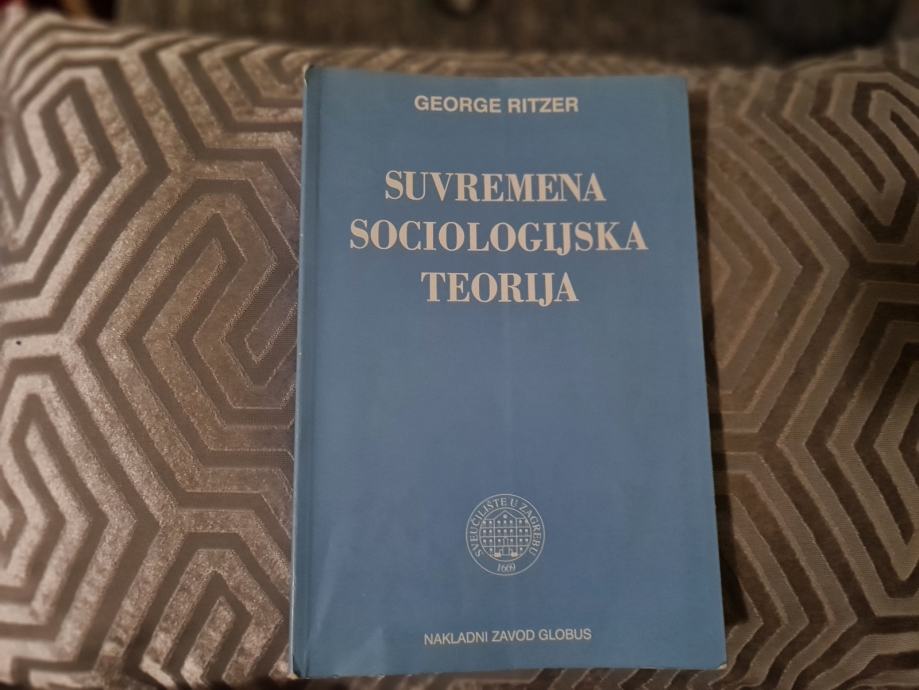 GEORGE RITZER
SUVREMENA
SOCIOLOGIJSKA
TEORIJA
SVEUČILIŠTE U ZAGREBU
1669
NAKLADNI ZAVOD GLOBUS